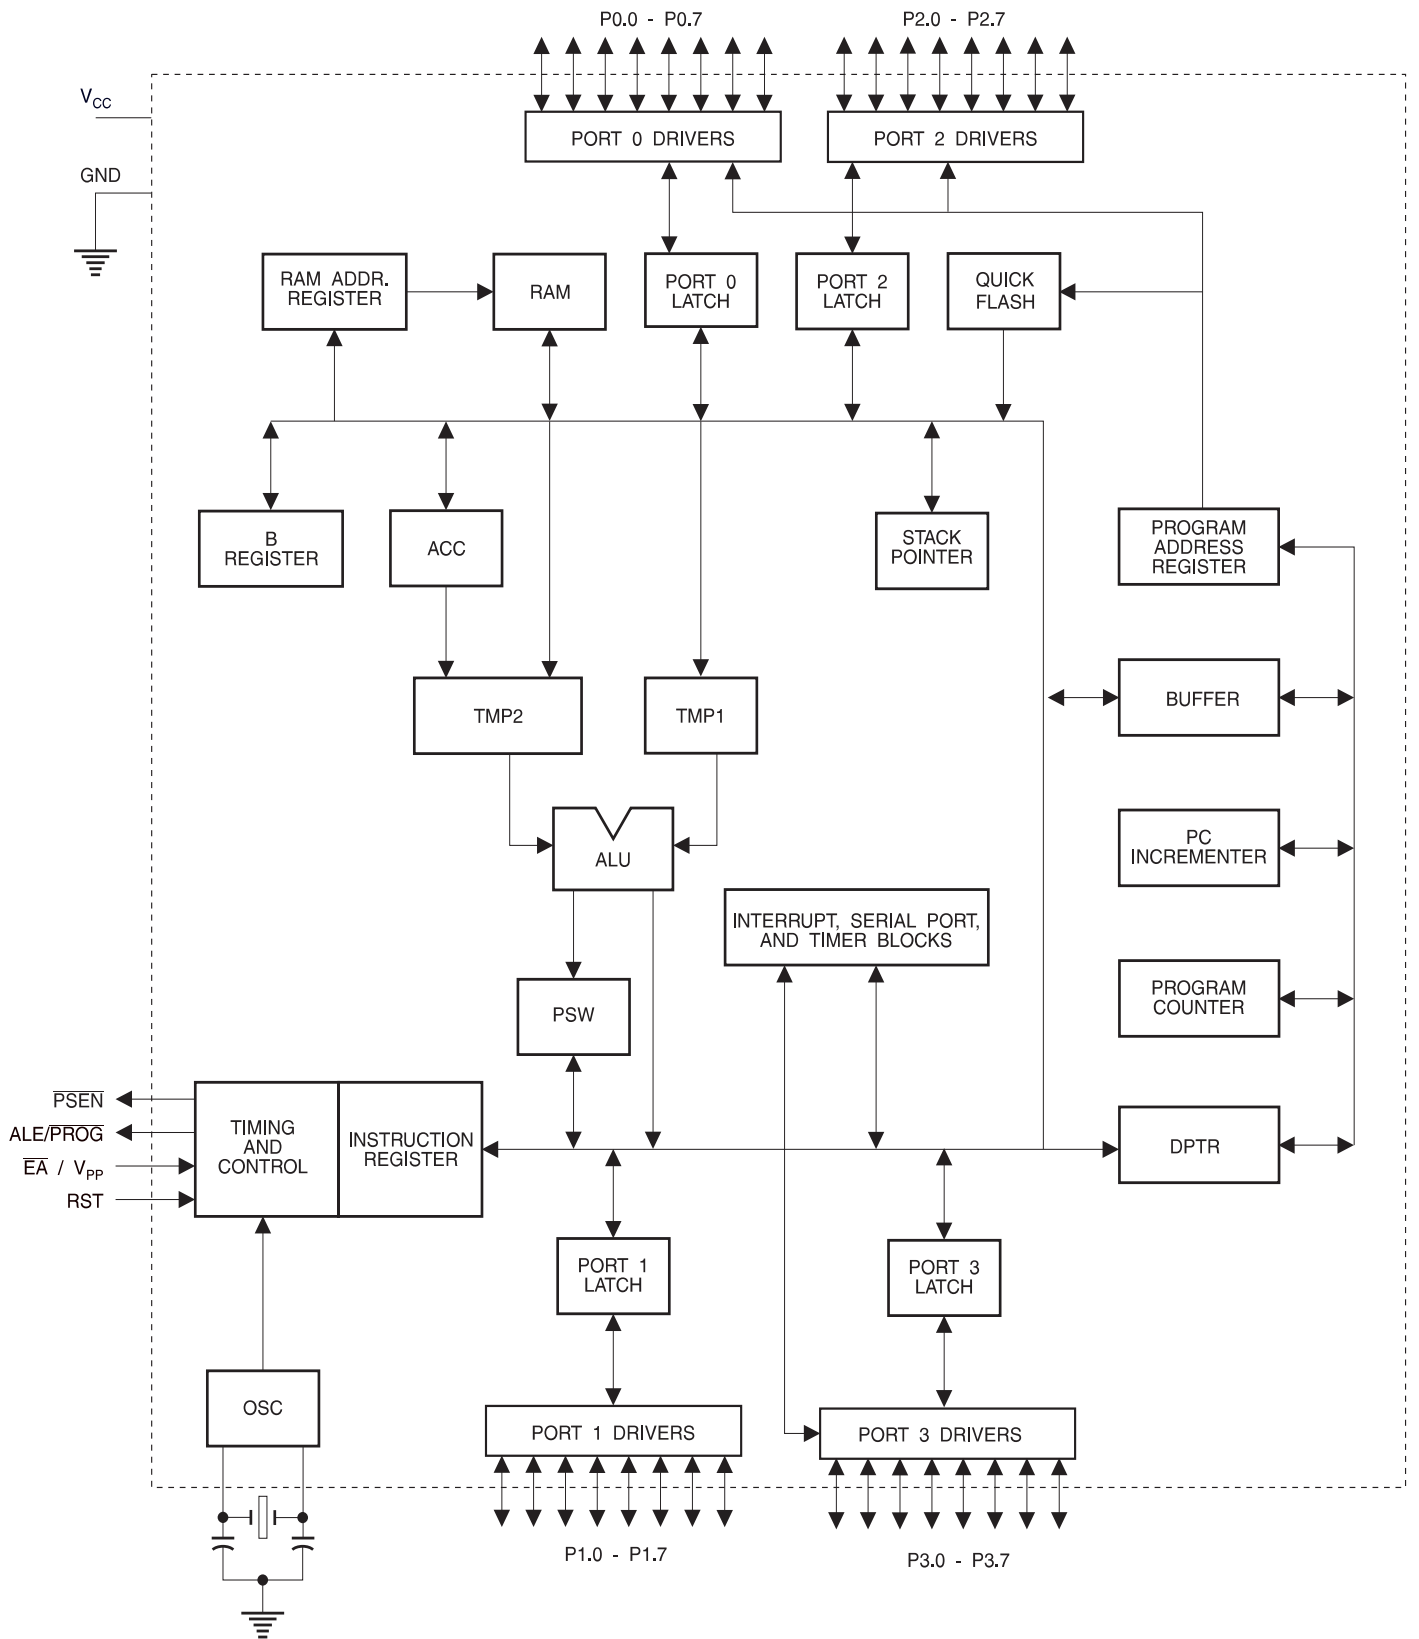 P0.0 - P0.7
P2.0 - P2.7
VCC
PORT 0 DRIVERS
PORT 2 DRIVERS
GND
RAM ADDR.
REGISTER
RAM
PORT 0
LATCH
PORT 2
LATCH
QUICK
FLASH
B
REGISTER
ACC
STACK
POINTER
PROGRAM
ADDRESS
REGISTER
TMP2
TMP1
BUFFER
ALU
PC
INCREMENTER
INTERRUPT, SERIAL PORT,
AND TIMER BLOCKS
PSW
PROGRAM
COUNTER
PSEN
ALE/PROG
EA / VPP
RST
TIMING
AND
CONTROL
INSTRUCTION
REGISTER
DPTR
PORT 1
LATCH
PORT 3
LATCH
OSC
PORT 1 DRIVERS
PORT 3 DRIVERS
P1.0 - P1.7
P3.0 - P3.7